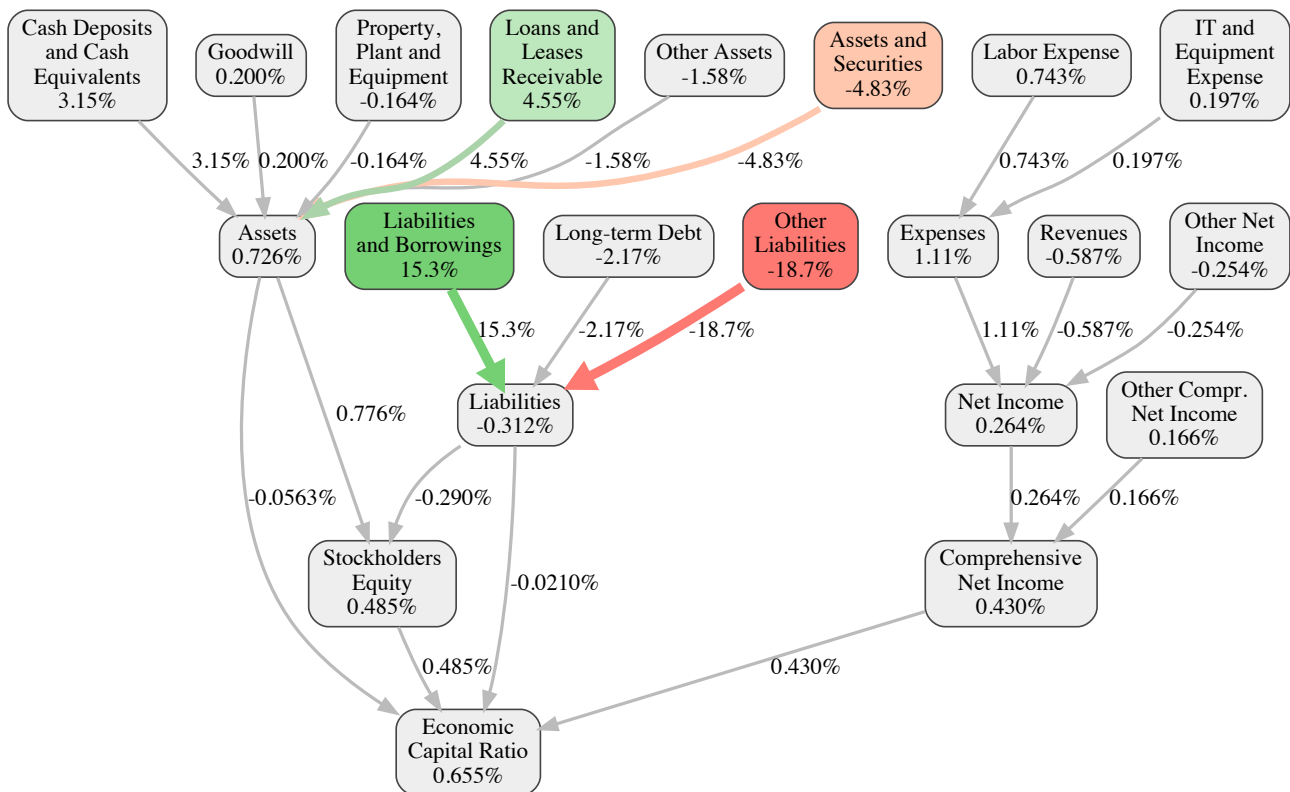 Cash Deposits
and Cash
Equivalents
3.15%
Goodwill
0.200%
Property,
Plant and
Equipment
-0.164%
Loans and
Leases
Receivable
4.55%
Other Assets
-1.58%
Assets and
Securities
-4.83%
Labor Expense
0.743%
IT and
Equipment
Expense
0.197%
3.15%
0.200%
-0.164%
4.55%
-1.58%
-4.83%
0.743%
0.197%
Assets
0.726%
Liabilities
and Borrowings
15.3%
Long-term Debt
-2.17%
Other
Liabilities
-18.7%
Expenses
1.11%
Revenues
-0.587%
Other Net
Income
-0.254%
15.3%
-2.17%
-18.7%
1.11%
-0.587%
-0.254%
0.776%
Liabilities
-0.312%
Net Income
0.264%
Other Compr.
Net Income
0.166%
-0.0563%
-0.290%
0.264%
0.166%
Stockholders
Equity
0.485%
-0.0210%
Comprehensive
Net Income
0.430%
0.485%
0.430%
Economic
Capital Ratio
0.655%